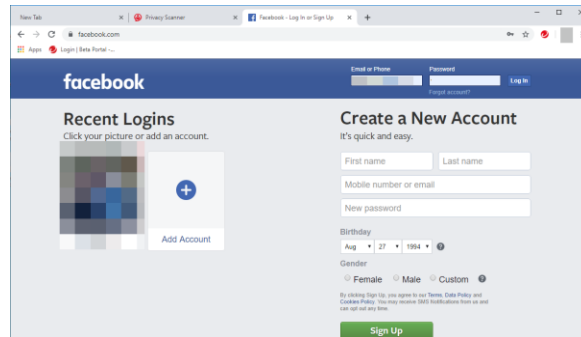 New Tab
Privacy Scanner
Facebook - Log In or Sign Up
facebook.com
Apps
Login | Beta Portal -...
facebook
Email or Phone
Password
Log In
Forgot account?
Recent Logins
Click your picture or add an account.
Add Account
Create a New Account
It's quick and easy.
First name
Last name
Mobile number or email
New password
Birthday
Aug 27 1994
Gender
Female Male Custom
By clicking Sign Up, you agree to our Terms, Data Policy and
Cookies Policy. You may receive SMS Notifications from us and
can opt out any time.
Sign Up